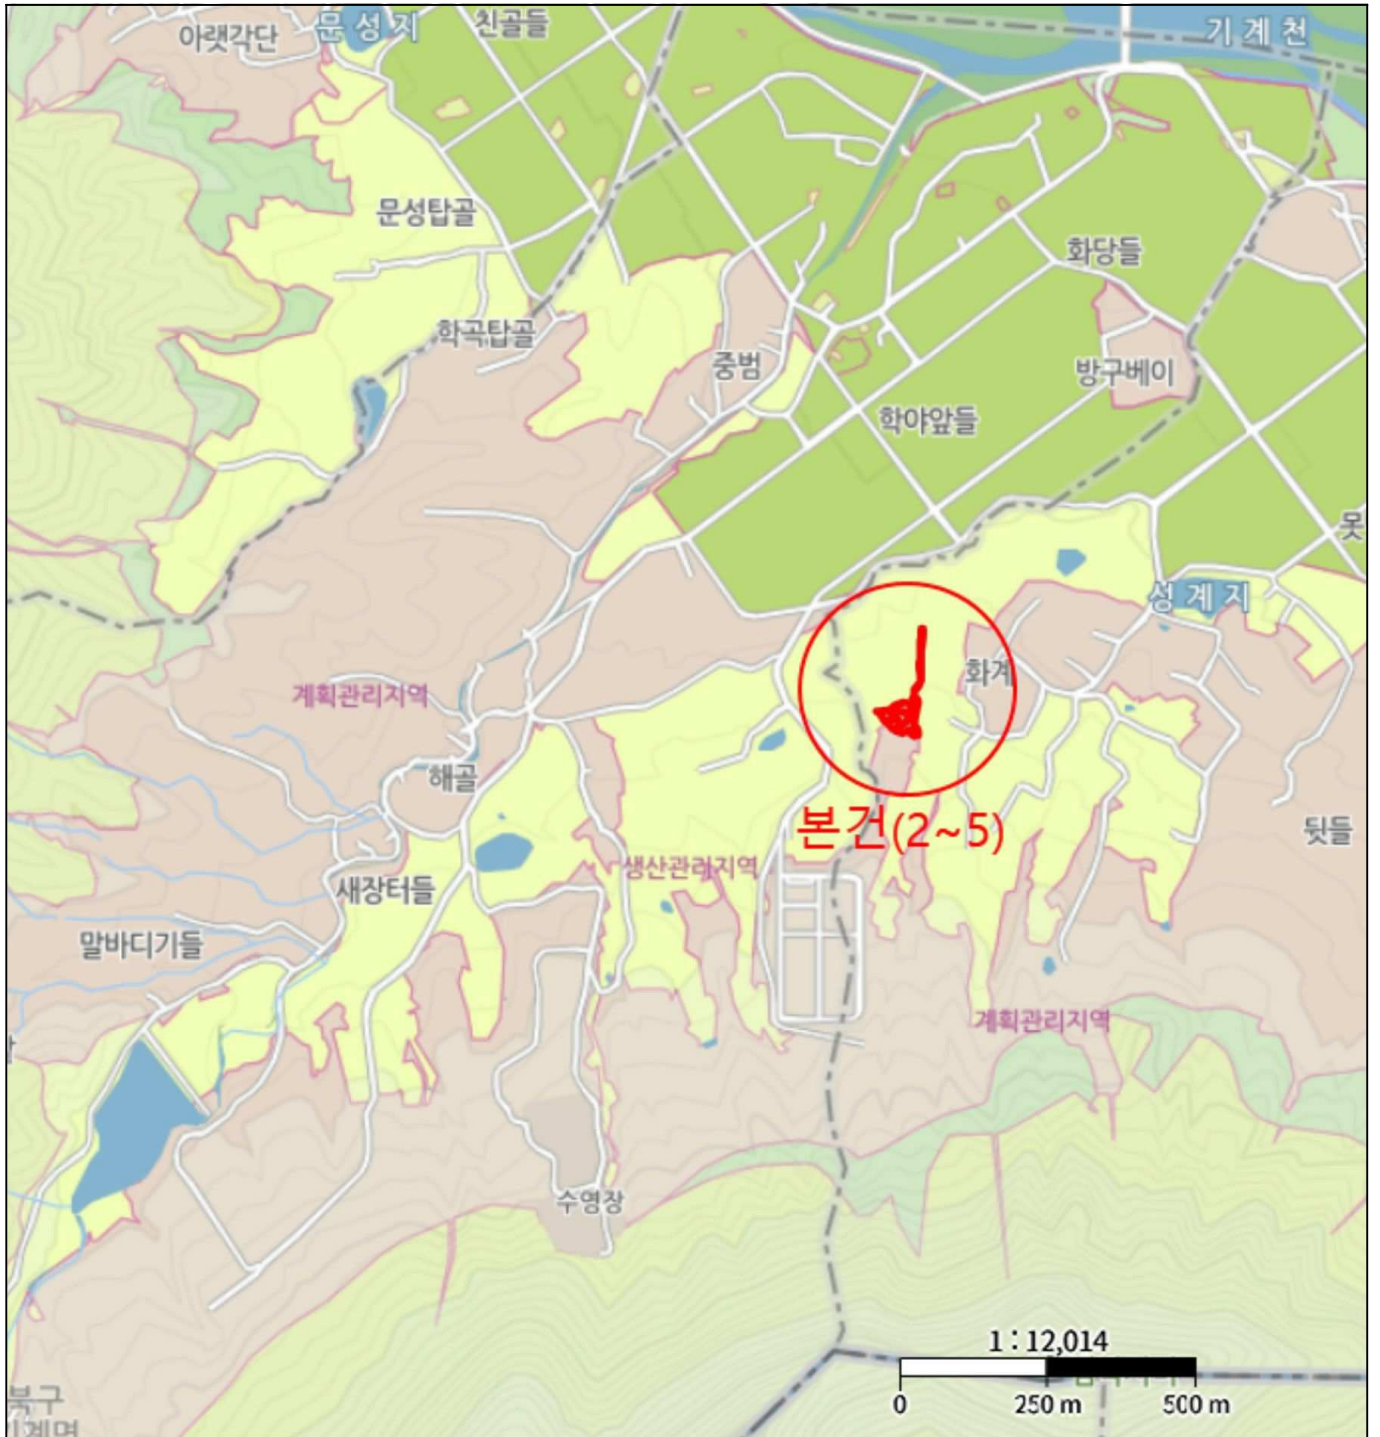 아랫각단
문성지
친골들
기계천
문성탑골
화당들
학곡탑골
중범
방구베이
학야앞들
못
성계지
화계
계획관리지역
해골
본건(2~5)
뒷들
생산관리지역
새장터들
말바디기들
계획관리지역
수영장
1 : 12,014
0 250 m 500 m
북구